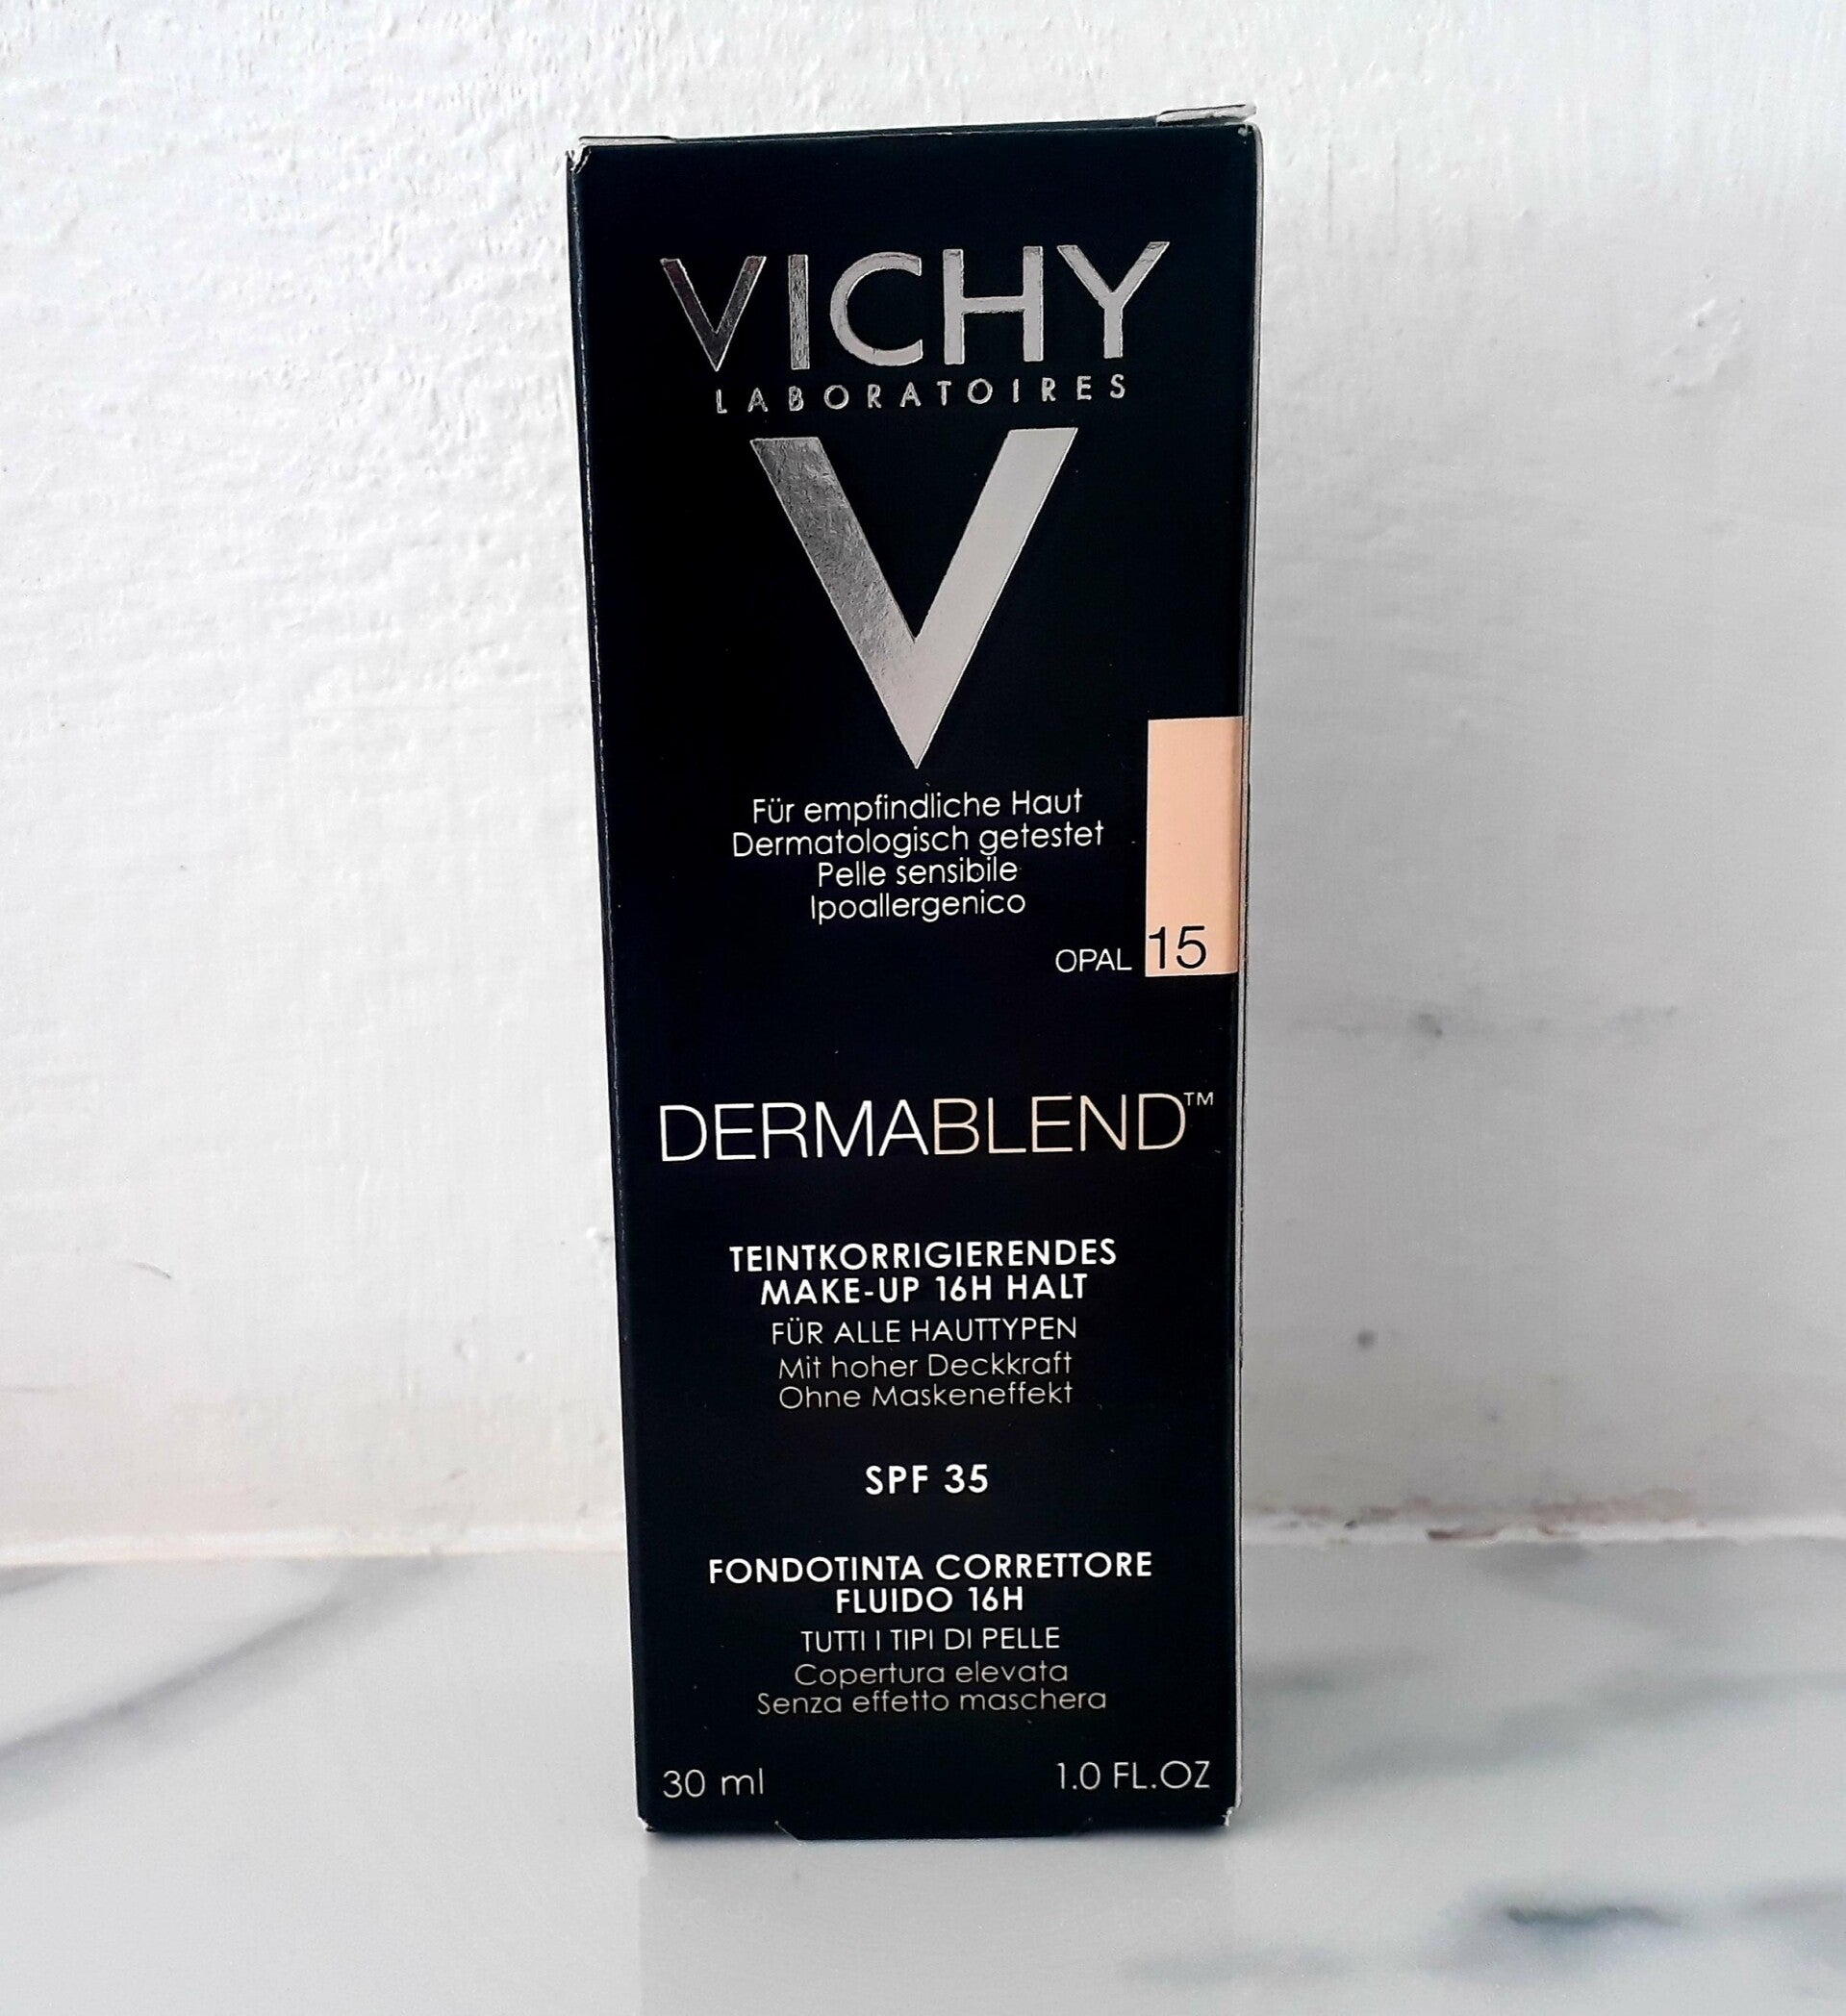 VICHY
LABORATOIRES
V
Für empfindliche Haut
Dermatologisch getestet
Pelle sensibile
Ipoallergenico
OPAL 15
DERMABLEND™
TEINTKORRIGIERENDES
MAKE-UP 16H HALT
FÜR ALLE HAUTTYPEN
Mit hoher Deckkraft
Ohne Maskeneffekt
SPF 35
FONDOTINTA CORRETTORE
FLUIDO 16H
TUTTI I TIPI DI PELLE
Copertura elevata
Senza effetto maschera
30 ml 1.0 FL.OZ